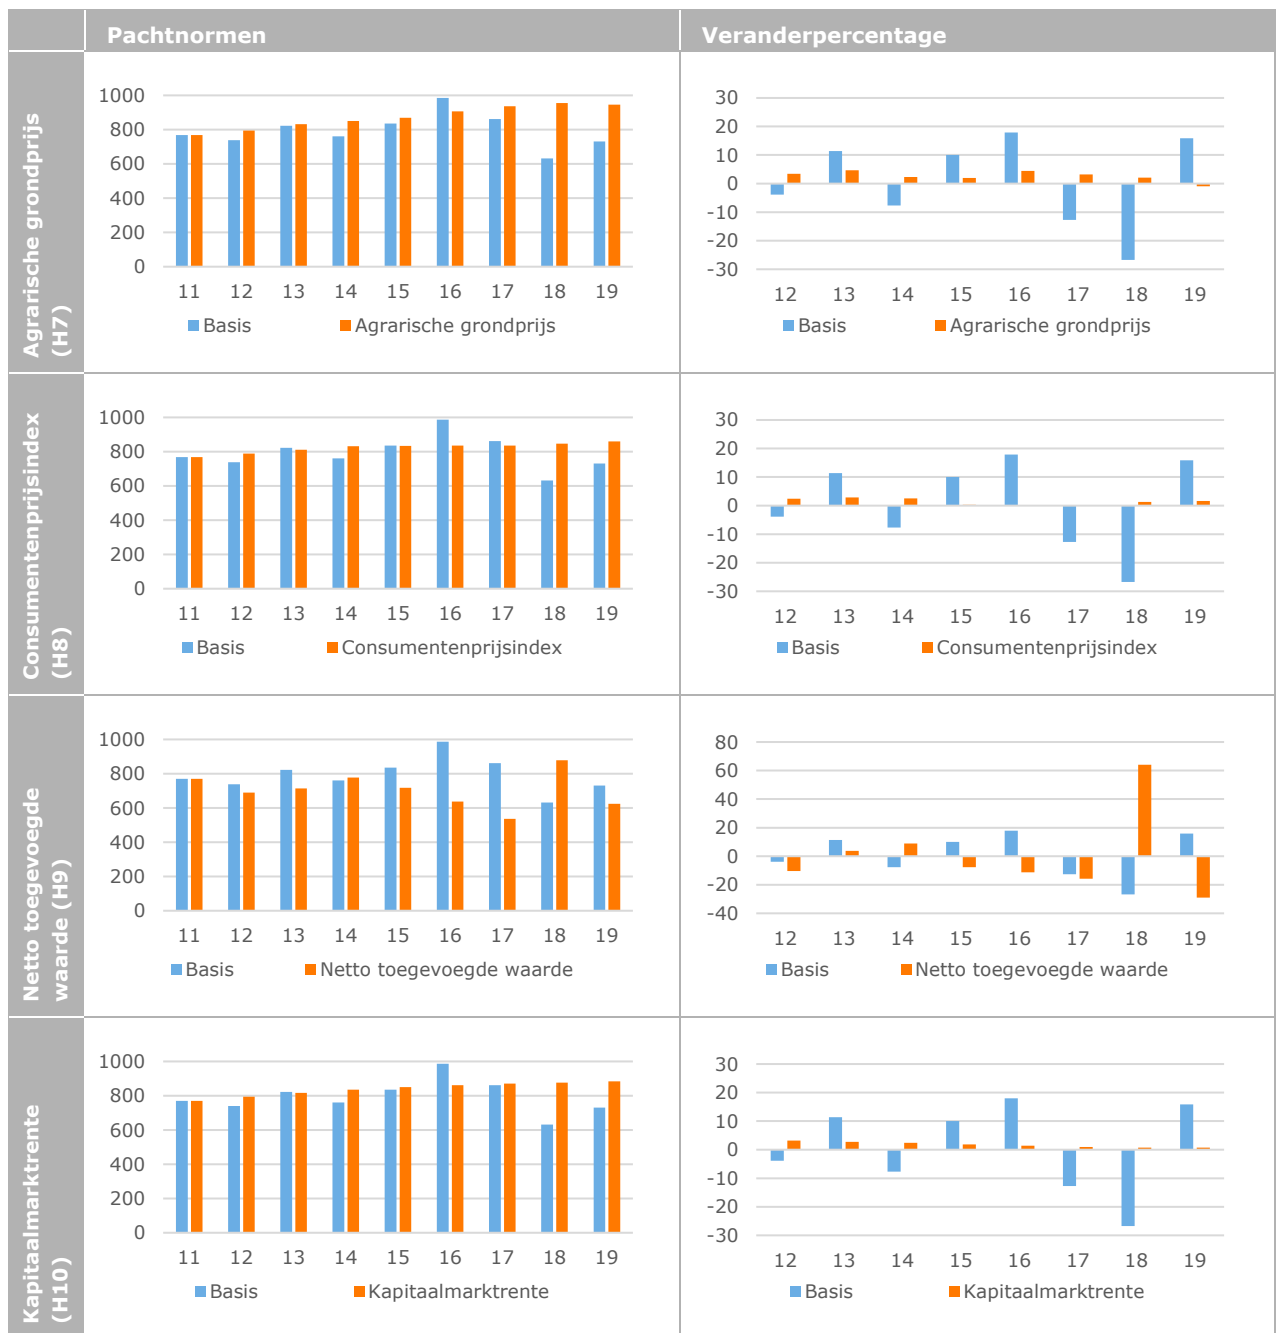 Pachtnormen
Veranderpercentage
Agrarische grondprijs
(H7)
1000
800
600
400
200
0
11 12 13 14 15 16 17 18 19
Basis Agrarische grondprijs
30
20
10
0
-10
-20
-30
12 13 14 15 16 17 18 19
Basis Agrarische grondprijs
Consumentenprijsindex
(H8)
1000
800
600
400
200
0
11 12 13 14 15 16 17 18 19
Basis Consumentenprijsindex
30
20
10
0
-10
-20
-30
12 13 14 15 16 17 18 19
Basis Consumentenprijsindex
Netto toegevoegde
waarde (H9)
1000
800
600
400
200
0
11 12 13 14 15 16 17 18 19
Basis Netto toegevoegde waarde
80
60
40
20
0
-20
-40
12 13 14 15 16 17 18 19
Basis Netto toegevoegde waarde
Kapitaalmarktrente
(H10)
1000
800
600
400
200
0
11 12 13 14 15 16 17 18 19
Basis Kapitaalmarktrente
30
20
10
0
-10
-20
-30
12 13 14 15 16 17 18 19
Basis Kapitaalmarktrente